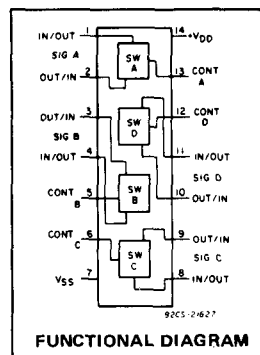 1 14
IN/OUT +VDD
SIG A SW A
2 13
OUT/IN CONT A
3 12
OUT/IN CONT D
SIG B SW D
4 11
IN/OUT IN/OUT
SIG D
5 10
CONT B SW B OUT/IN
6 9
CONT C OUT/IN
SW C SIG C
7 8
VSS IN/OUT
92CS-21627
FUNCTIONAL DIAGRAM